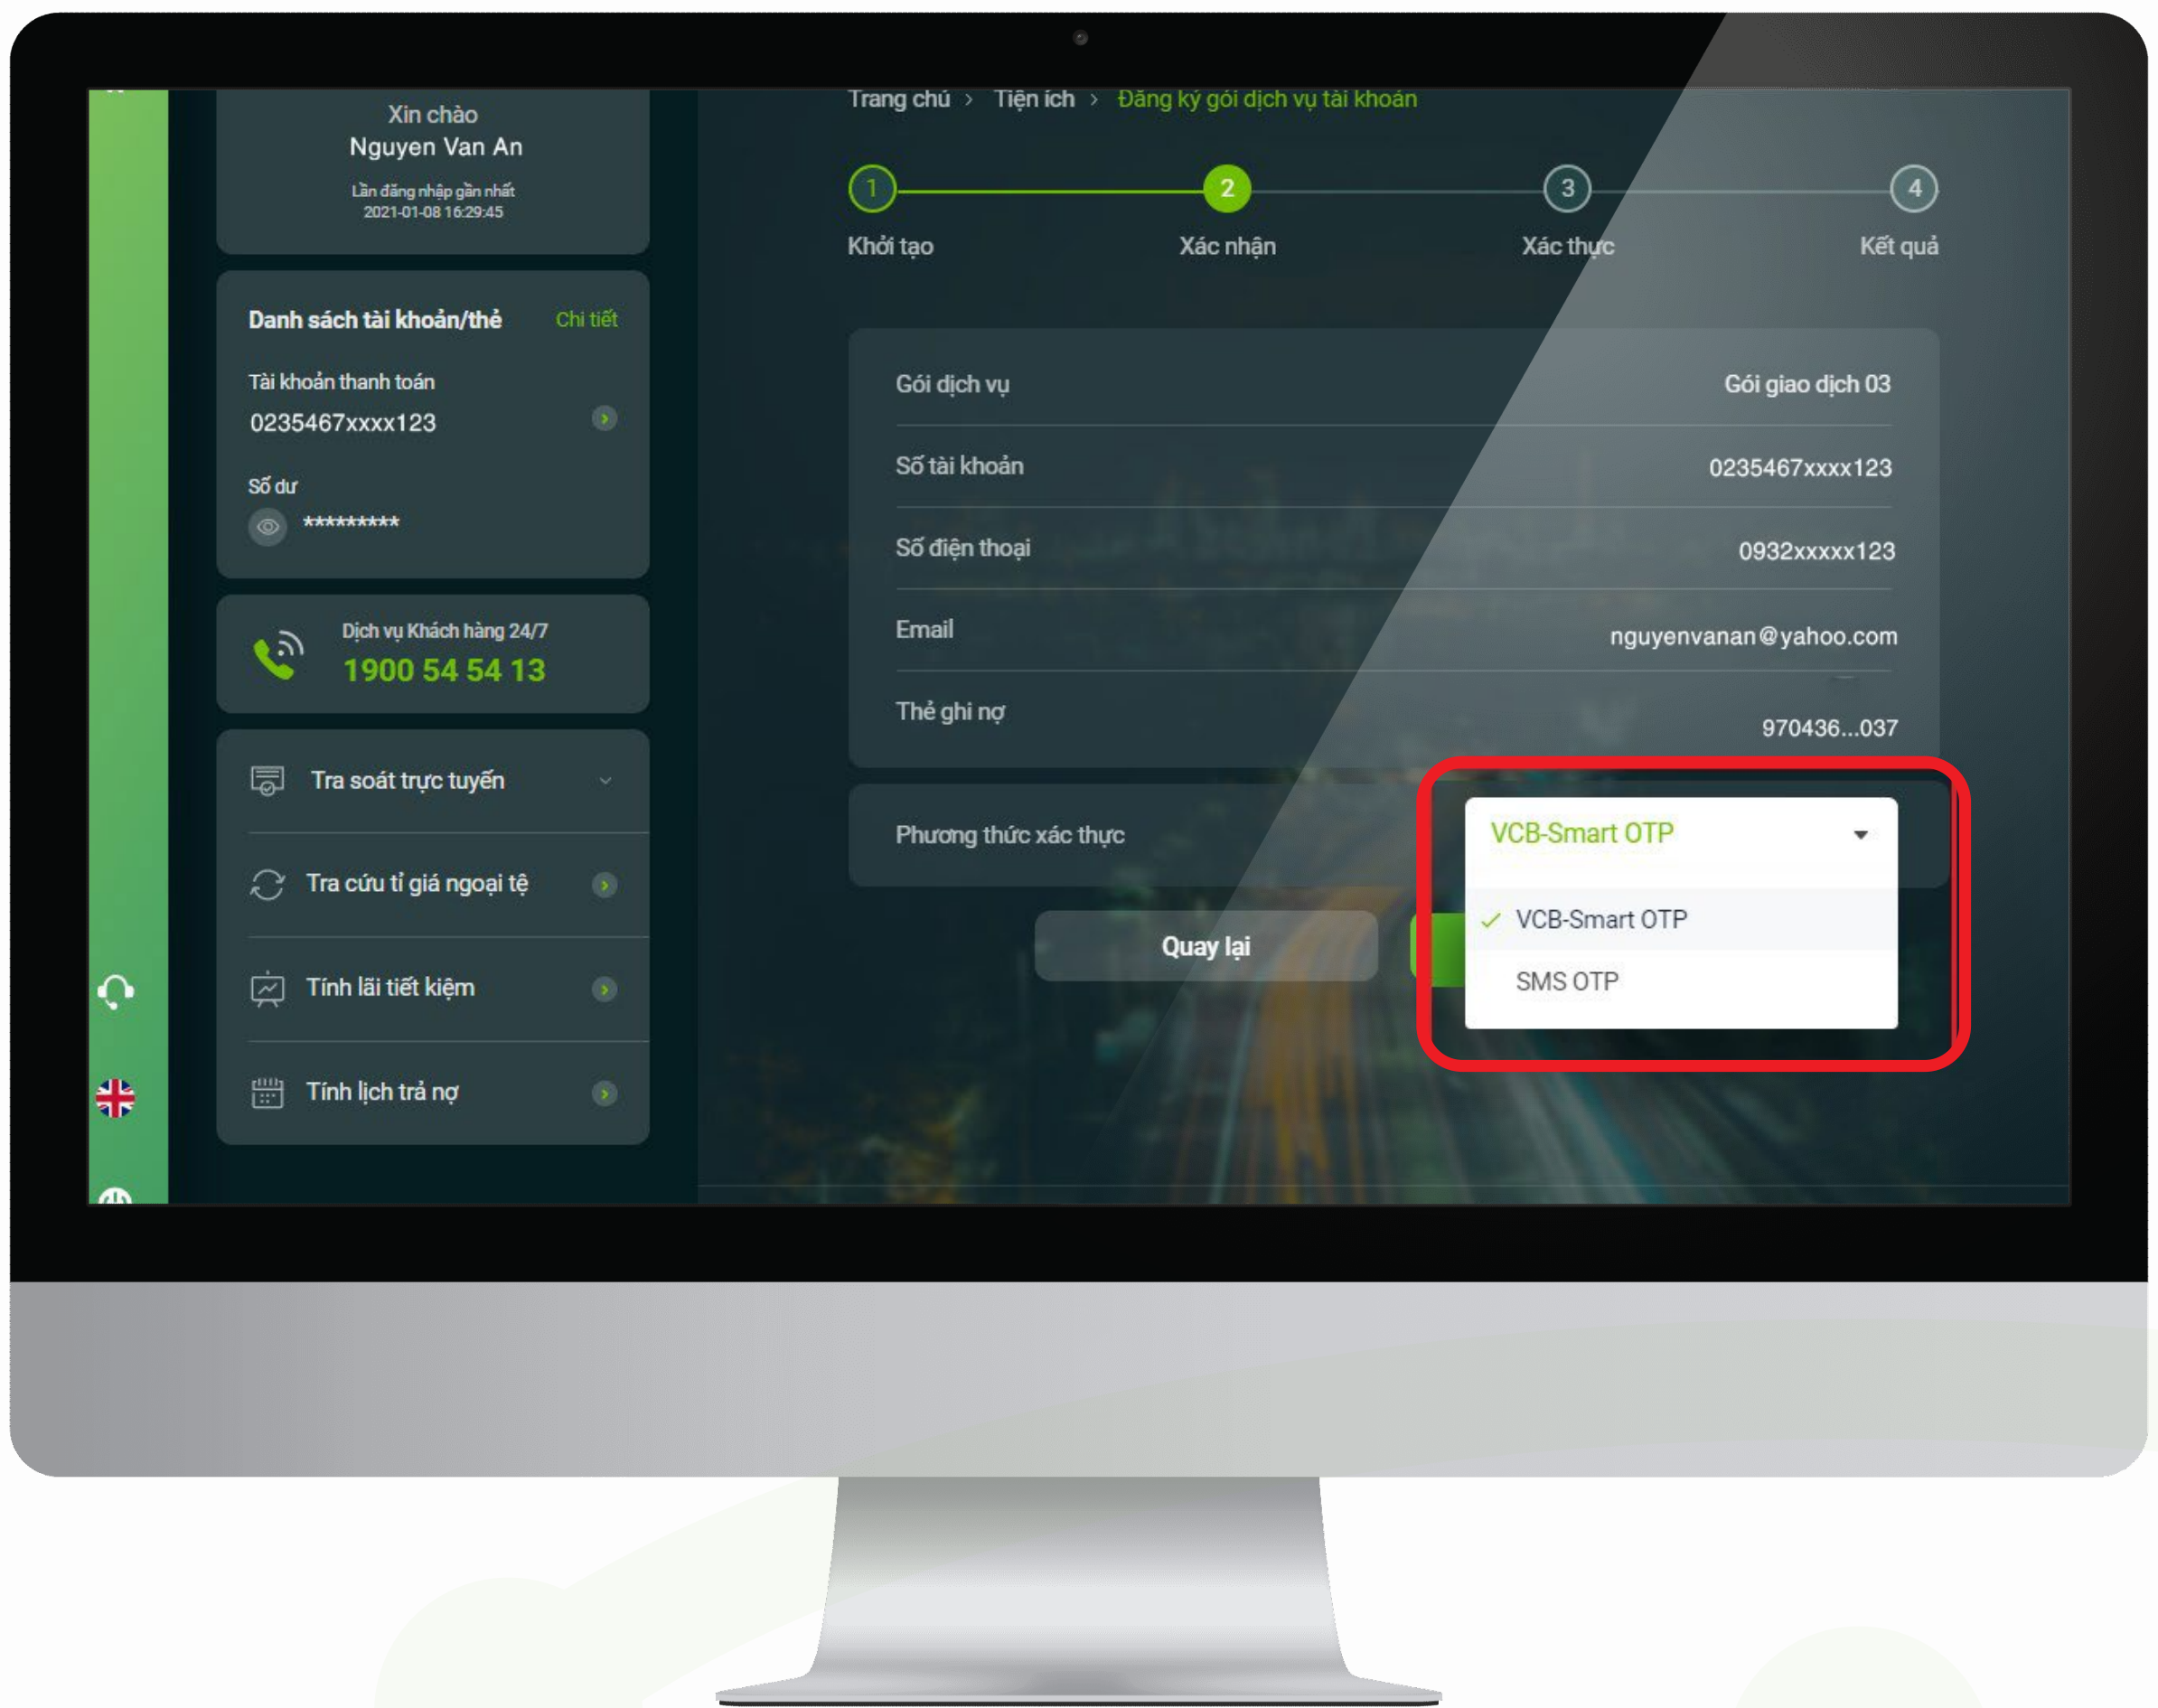 Xin chào
Nguyen Van An
Lần đăng nhập gần nhất
2021-01-08 16:29:45
Danh sách tài khoản/thẻ Chi tiết
Tài khoản thanh toán
0235467xxxx123
Số dư
*********
Dịch vụ Khách hàng 24/7
1900 54 54 13
Tra soát trực tuyến
Tra cứu tỉ giá ngoại tệ
Tính lãi tiết kiệm
Tính lịch trả nợ
Trang chủ > Tiện ích > Đăng ký gói dịch vụ tài khoản
1 2 3 4
Khởi tạo Xác nhận Xác thực Kết quả
Gói dịch vụ Gói giao dịch 03
Số tài khoản 0235467xxxx123
Số điện thoại 0932xxxxx123
Email nguyenvanan@yahoo.com
Thẻ ghi nợ 970436...037
Phương thức xác thực VCB-Smart OTP
VCB-Smart OTP
Quay lại
SMS OTP